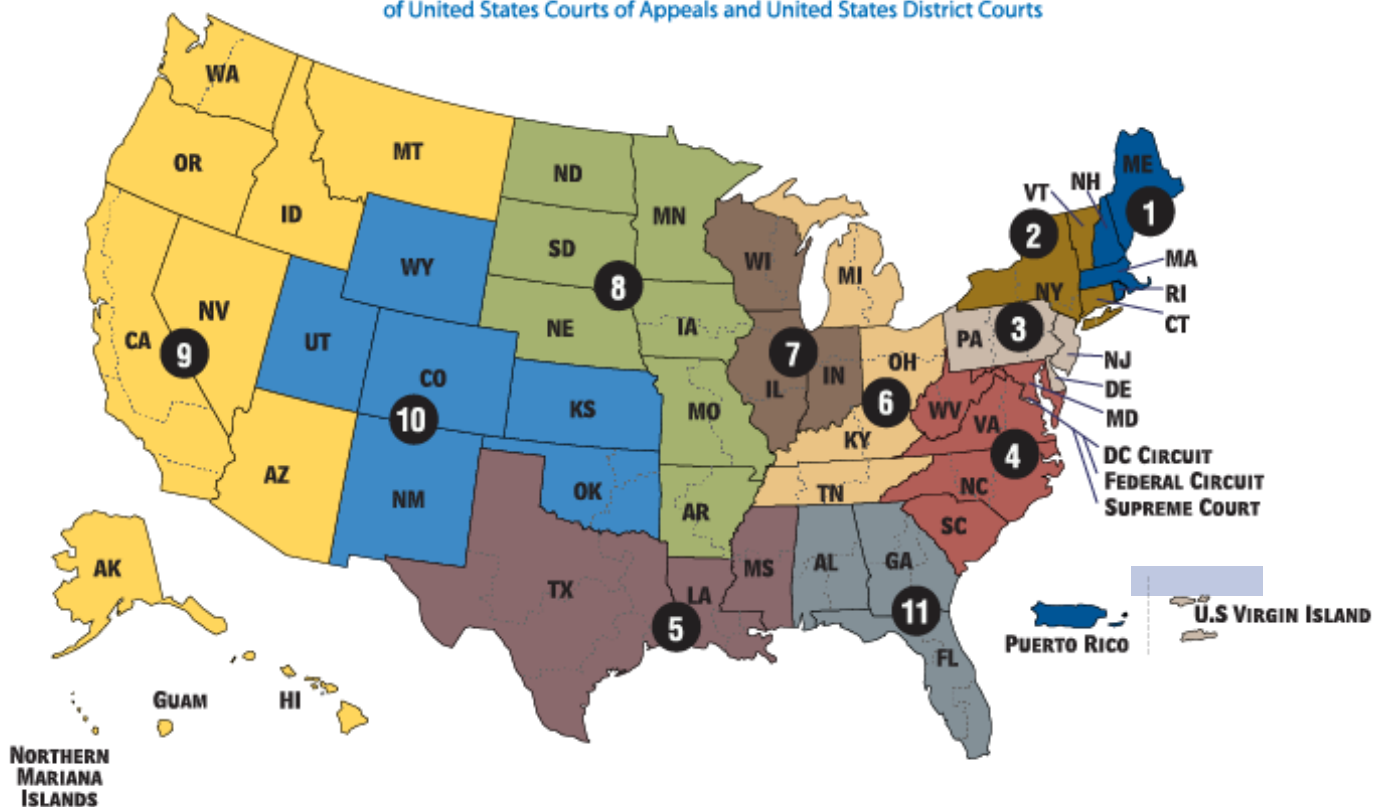 of United States Courts of Appeals and United States District Courts
WA
MT
OR
ND
ME
MN
VT
NH
ID
1
SD
2
WY
WI
MA
MI
8
NY
RI
NV
NE
IA
3
CT
CA
9
UT
7
PA
OH
NJ
CO
IL
IN
DE
10
KS
MO
6
WV
MD
VA
KY
4
DC CIRCUIT
AZ
FEDERAL CIRCUIT
NM
OK
TN
NC
SUPREME COURT
AR
SC
AK
TX
MS
AL
GA
LA
5
11
U.S VIRGIN ISLAND
PUERTO RICO
FL
GUAM
HI
NORTHERN
MARIANA
ISLANDS